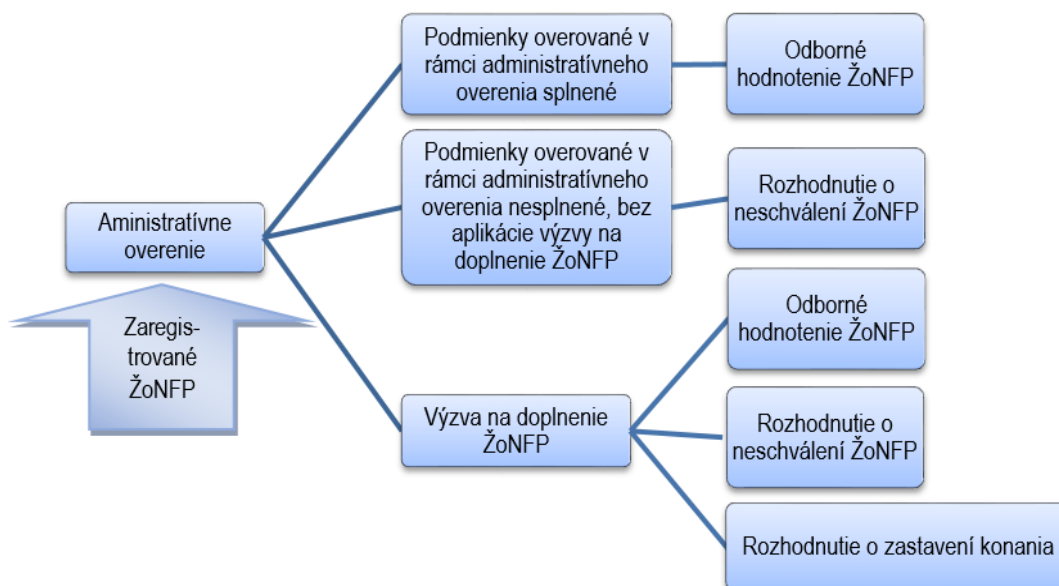 Podmienky overované v
rámci administratívneho
overenia splnené
Odborné
hodnotenie ŽoNFP
Podmienky overované v
rámci administratívneho
overenia nesplnené, bez
aplikácie výzvy na
doplnenie ŽoNFP
Rozhodnutie o
neschválení ŽoNFP
Aministratívne
overenie
Zaregis-
trované
ŽoNFP
Odborné
hodnotenie ŽoNFP
Výzva na doplnenie
ŽoNFP
Rozhodnutie o
neschválení ŽoNFP
Rozhodnutie o zastavení konania